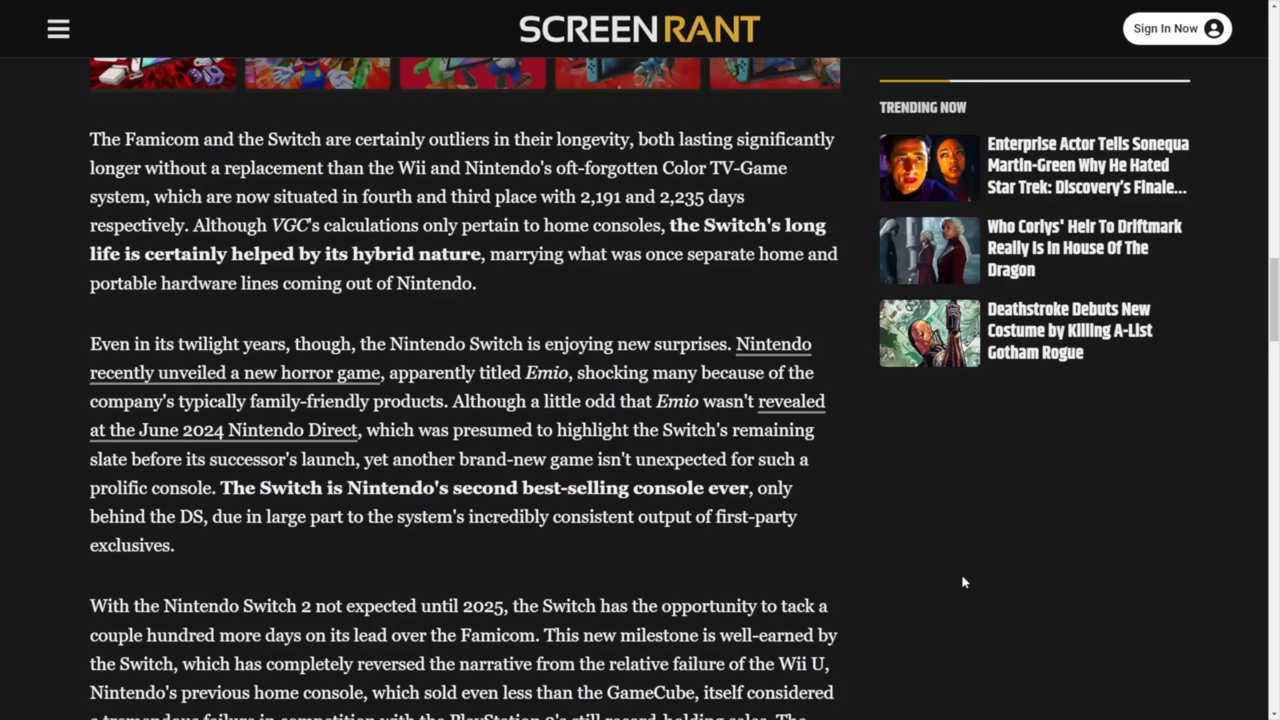 SCREENRANT
Sign In Now
The Famicom and the Switch are certainly outliers in their longevity, both lasting significantly
longer without a replacement than the Wii and Nintendo's oft-forgotten Color TV-Game
system, which are now situated in fourth and third place with 2,191 and 2,235 days
respectively. Although VGC's calculations only pertain to home consoles, the Switch's long
life is certainly helped by its hybrid nature, marrying what was once separate home and
portable hardware lines coming out of Nintendo.
Even in its twilight years, though, the Nintendo Switch is enjoying new surprises. Nintendo
recently unveiled a new horror game, apparently titled Emio, shocking many because of the
company's typically family-friendly products. Although a little odd that Emio wasn't revealed
at the June 2024 Nintendo Direct, which was presumed to highlight the Switch's remaining
slate before its successor's launch, yet another brand-new game isn't unexpected for such a
prolific console. The Switch is Nintendo's second best-selling console ever, only
behind the DS, due in large part to the system's incredibly consistent output of first-party
exclusives.
With the Nintendo Switch 2 not expected until 2025, the Switch has the opportunity to tack a
couple hundred more days on its lead over the Famicom. This new milestone is well-earned by
the Switch, which has completely reversed the narrative from the relative failure of the Wii U,
Nintendo's previous home console, which sold even less than the GameCube, itself considered
a tremendous failure in competition with the PlayStation 2's still record-holding sales. The
TRENDING NOW
Enterprise Actor Tells Sonequa
Martin-Green Why He Hated
Star Trek: Discovery's Finale...
Who Corlys' Heir To Driftmark
Really Is In House Of The
Dragon
Deathstroke Debuts New
Costume by Killing A-List
Gotham Rogue